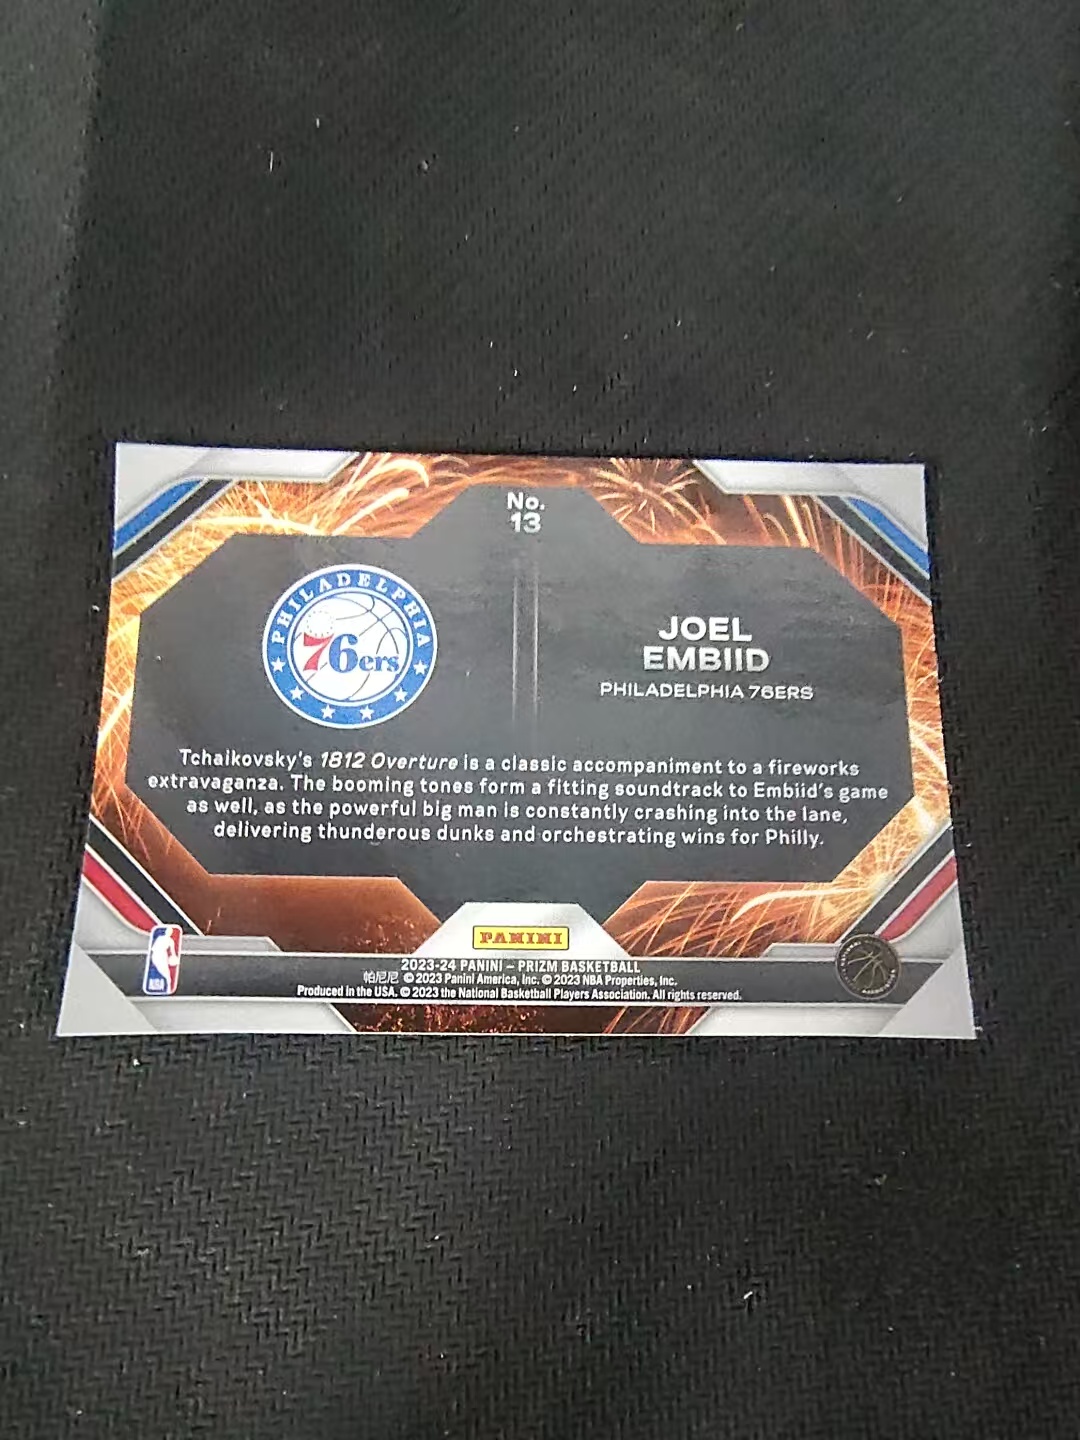 No.
13
PHILADELPHIA
76ers
JOEL
EMBIID
PHILADELPHIA 76ERS
Tchaikovsky's 1812 Overture is a classic accompaniment to a fireworks
extravaganza. The booming tones form a fitting soundtrack to Embiid's game
as well, as the powerful big man is constantly crashing into the lane,
delivering thunderous dunks and orchestrating wins for Philly.
PANINI
2023-24 PANINI – PRIZM BASKETBALL
帕尼尼 © 2023 Panini America, Inc. © 2023 NBA Properties, Inc.
Produced in the USA. © 2023 the National Basketball Players Association. All rights reserved.
NBA